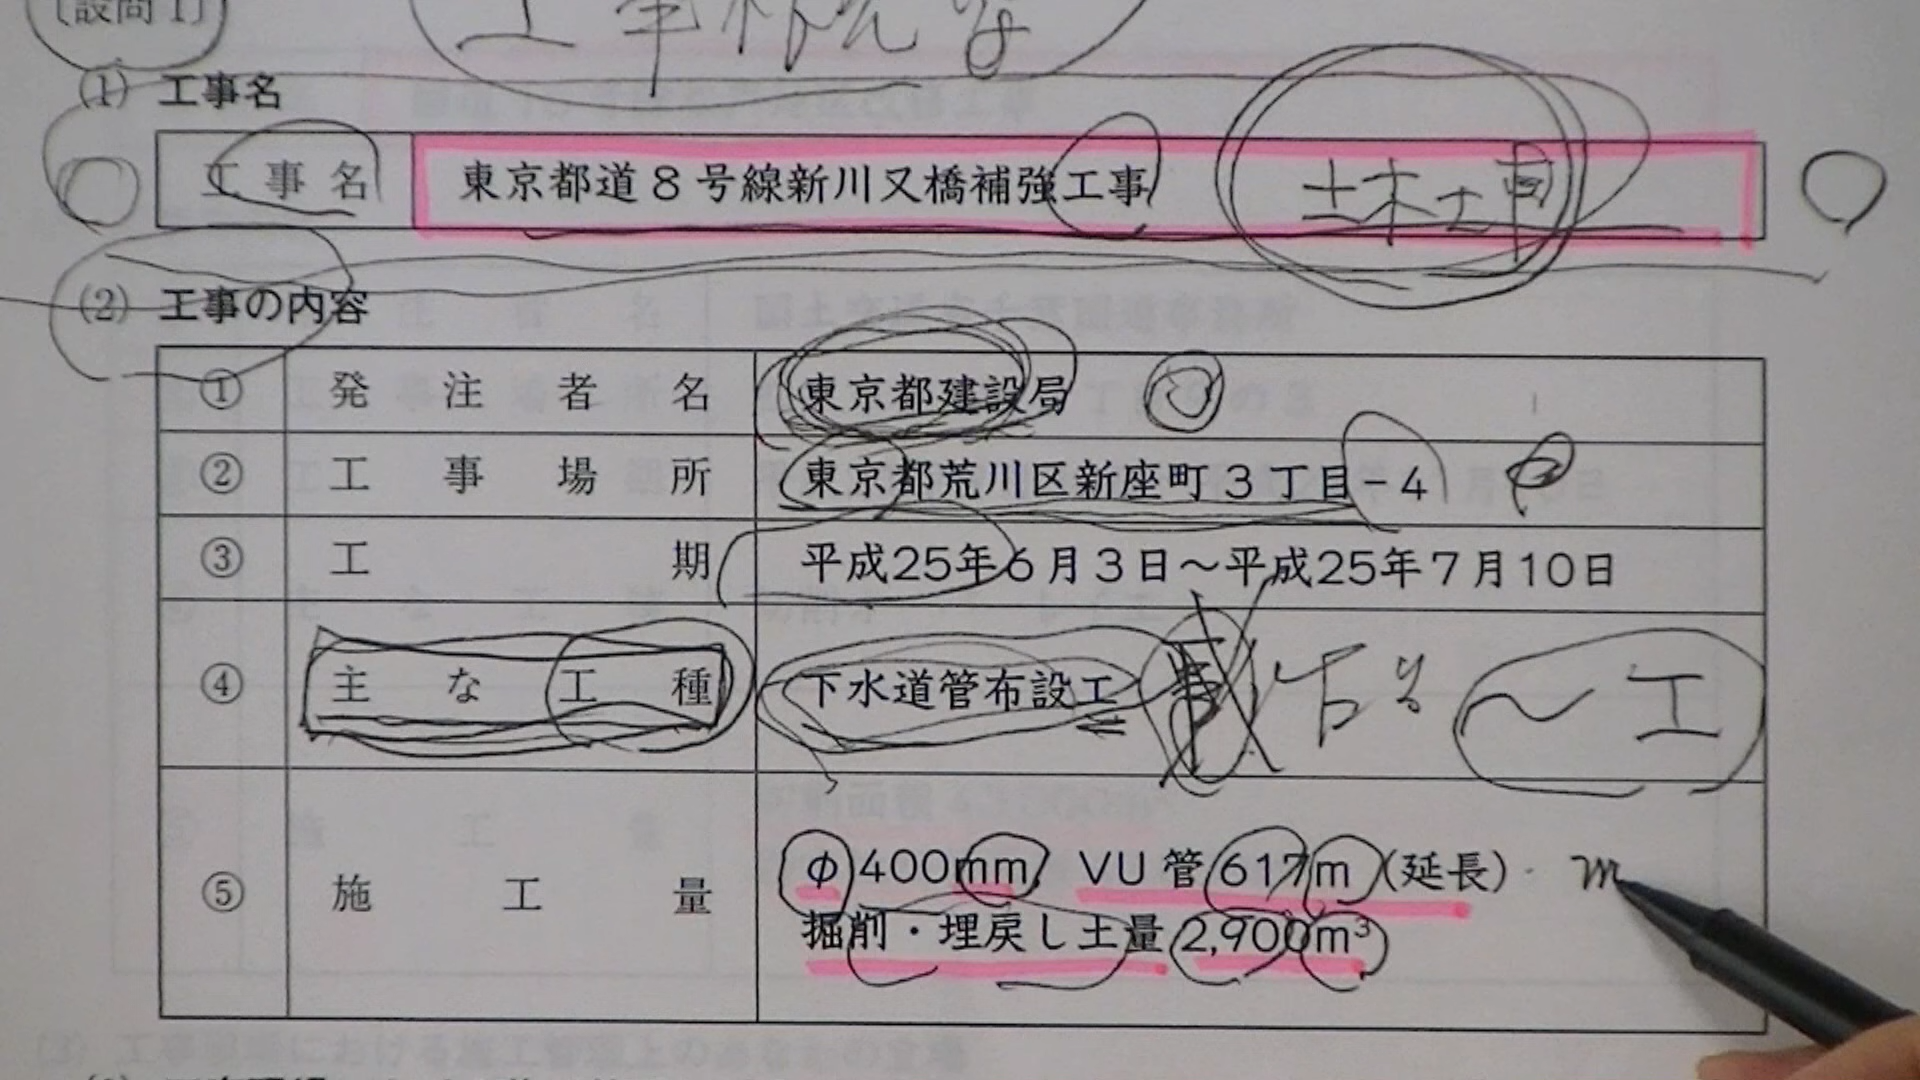 〔設問1〕 工事概要
(1) 工事名
工事名 東京都道8号線新川又橋補強工事 土木工事
(2) 工事の内容
① 発注者名 東京都建設局
② 工事場所 東京都荒川区新座町3丁目-4
③ 工期 平成25年6月3日~平成25年7月10日
④ 主な工種 下水道管布設工 〜工
⑤ 施工量 φ400mm, VU管617m(延長) m
掘削・埋戻し土量2,900m³